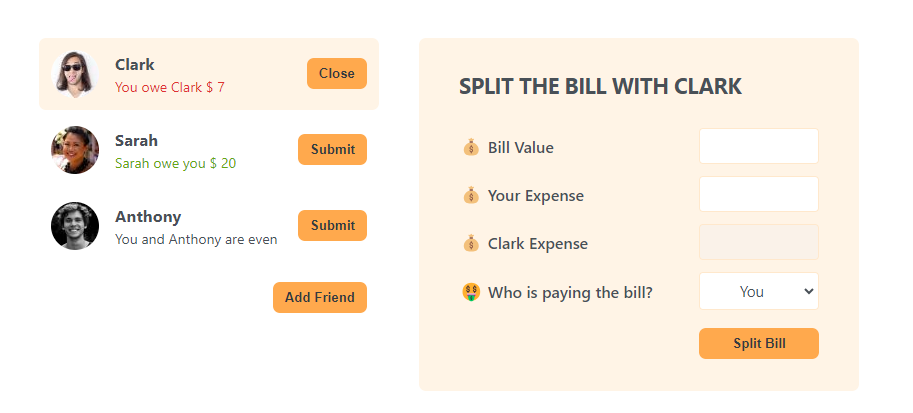 Clark
You owe Clark $ 7
Close
Sarah
Sarah owe you $ 20
Submit
Anthony
You and Anthony are even
Submit
Add Friend
SPLIT THE BILL WITH CLARK
💰 Bill Value
💰 Your Expense
💰 Clark Expense
🤑 Who is paying the bill?
You
Split Bill